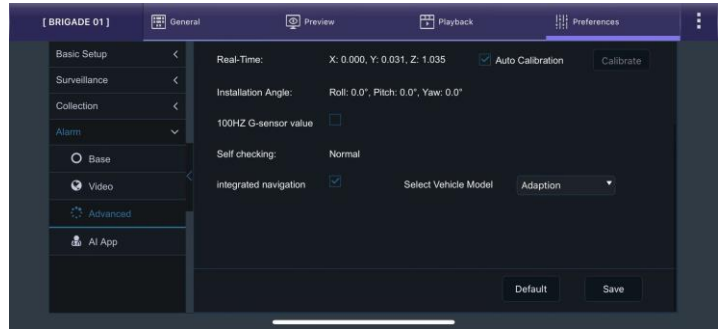 [ BRIGADE 01 ] General Preview Playback Preferences
Basic Setup
Surveillance
Collection
Alarm
Base
Video
Advanced
AI App
Real-Time: X: 0.000, Y: 0.031, Z: 1.035 Auto Calibration Calibrate
Installation Angle: Roll: 0.0°, Pitch: 0.0°, Yaw: 0.0°
100HZ G-sensor value
Self checking: Normal
integrated navigation Select Vehicle Model Adaption
Default Save